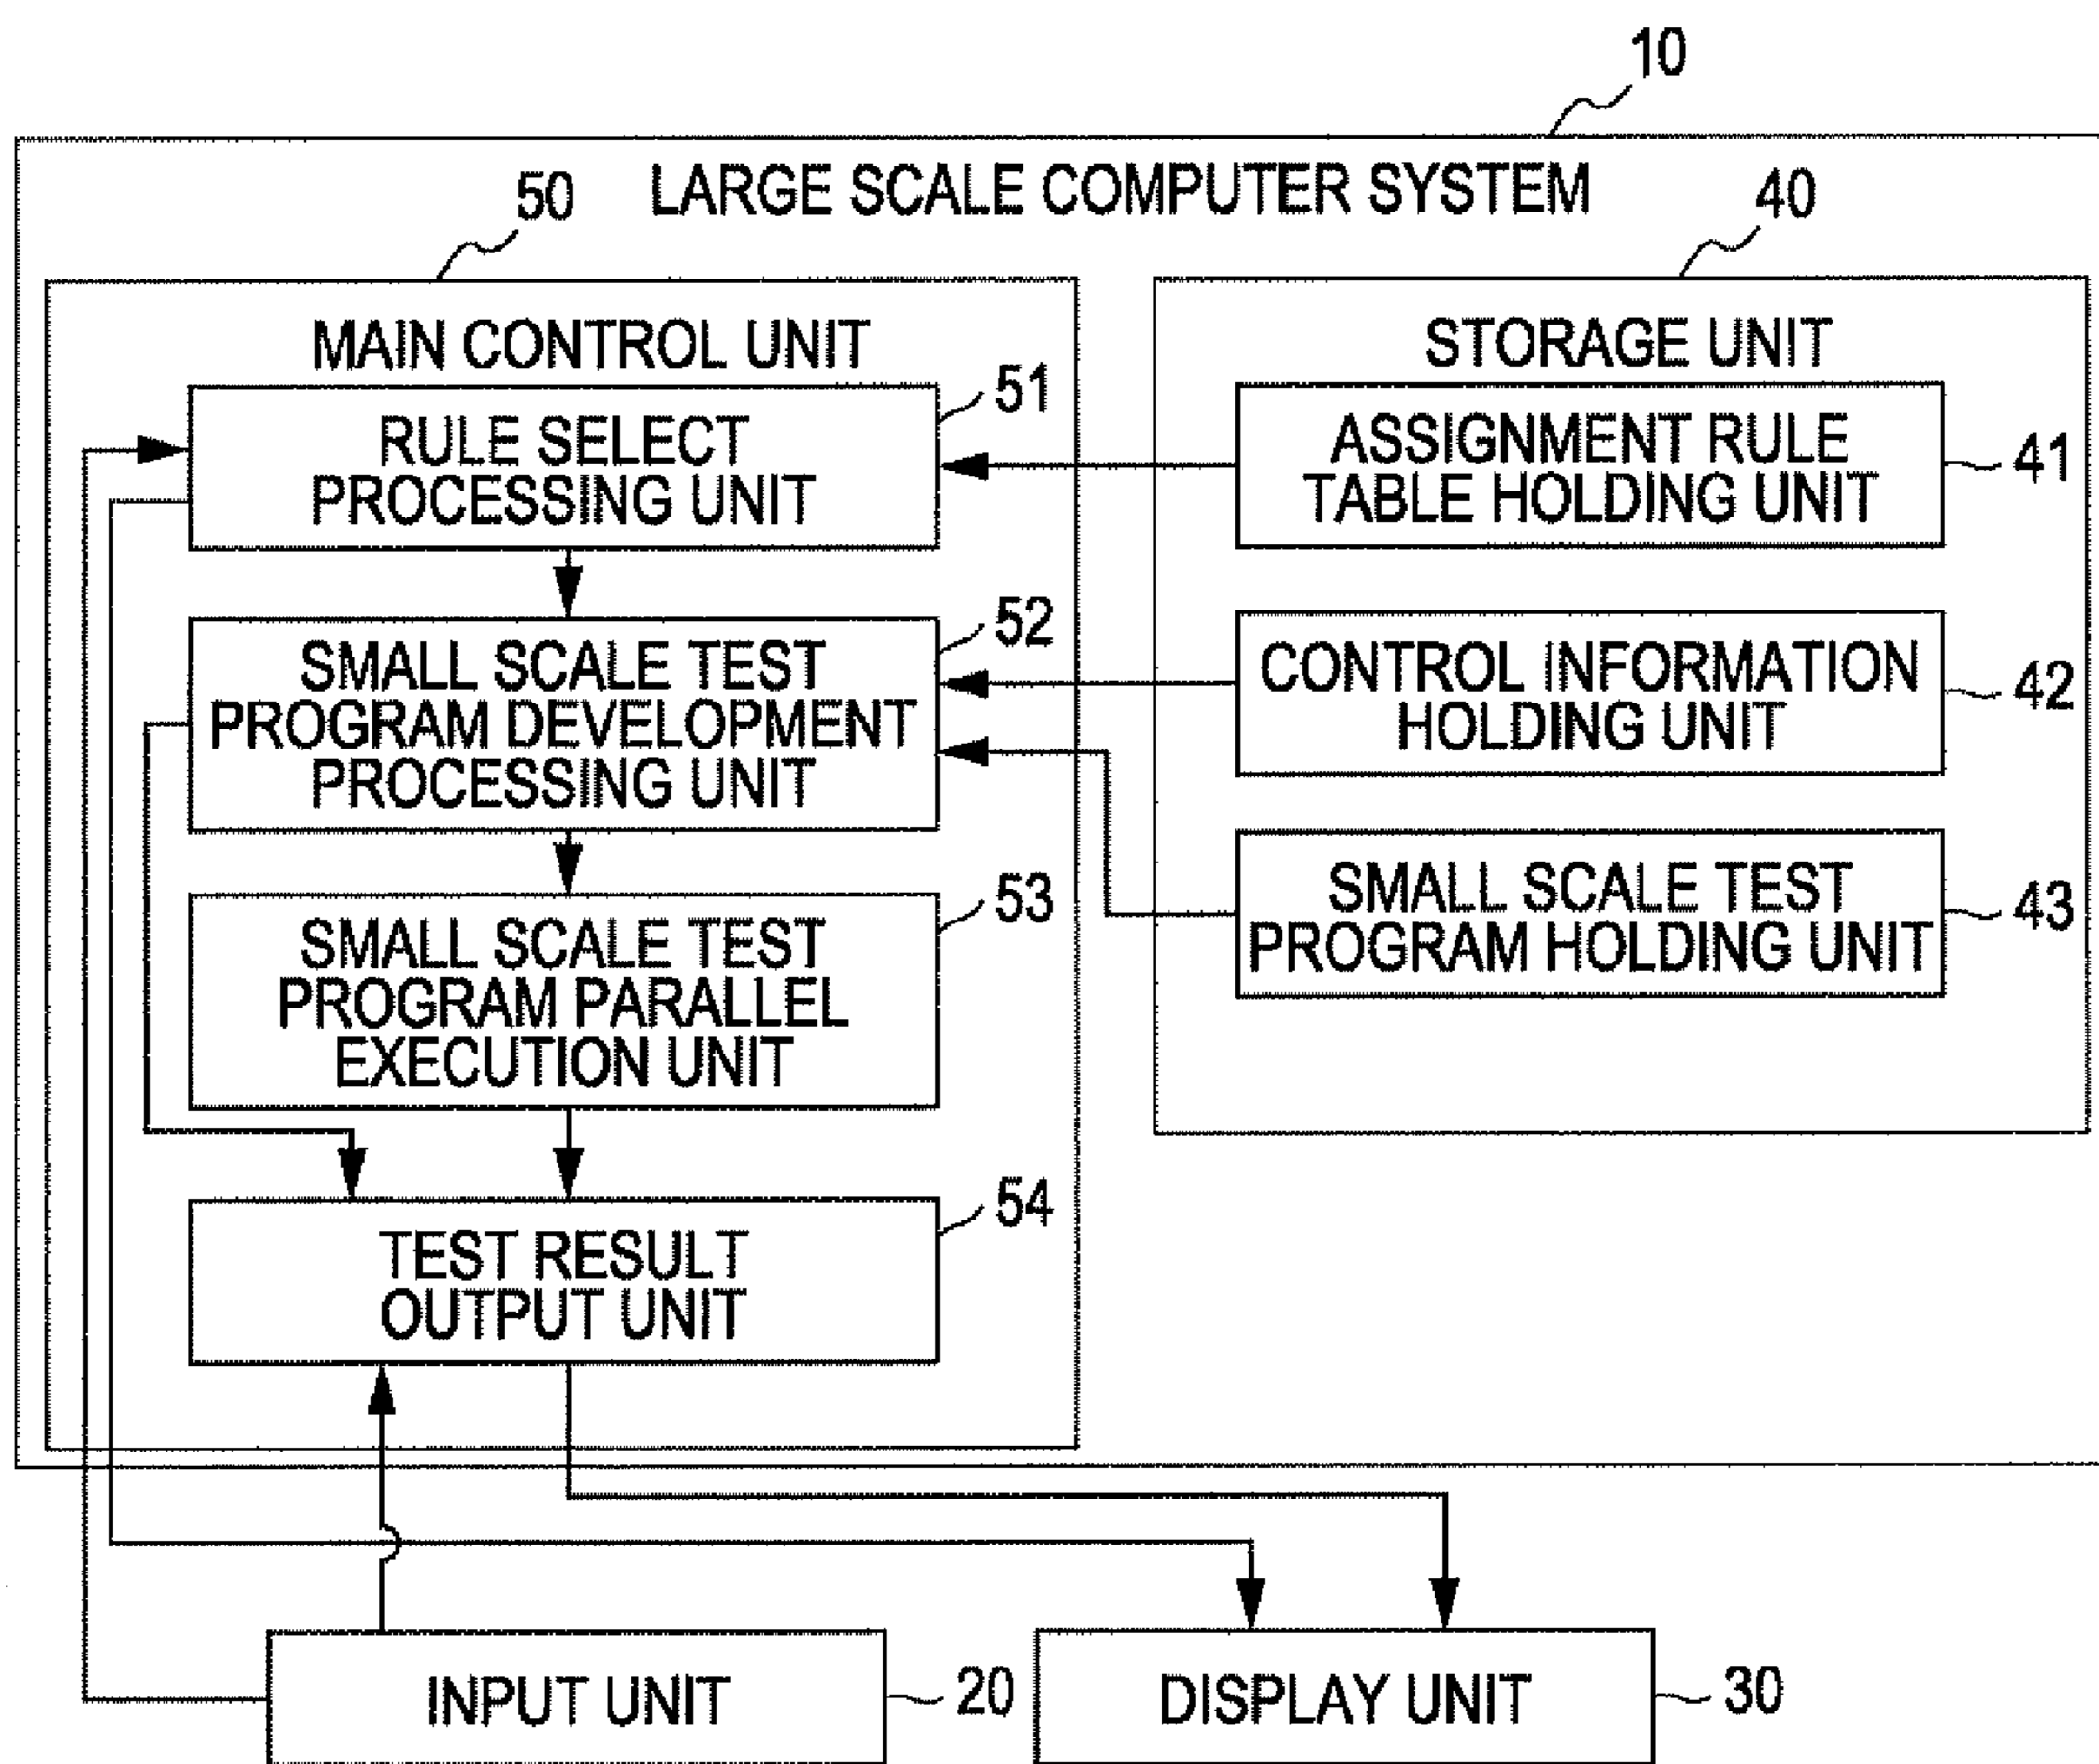 10
LARGE SCALE COMPUTER SYSTEM
50
40
MAIN CONTROL UNIT
51
RULE SELECT
PROCESSING UNIT
52
SMALL SCALE TEST
PROGRAM DEVELOPMENT
PROCESSING UNIT
53
SMALL SCALE TEST
PROGRAM PARALLEL
EXECUTION UNIT
54
TEST RESULT
OUTPUT UNIT
STORAGE UNIT
ASSIGNMENT RULE
TABLE HOLDING UNIT
41
CONTROL INFORMATION
HOLDING UNIT
42
SMALL SCALE TEST
PROGRAM HOLDING UNIT
43
INPUT UNIT
20
DISPLAY UNIT
30